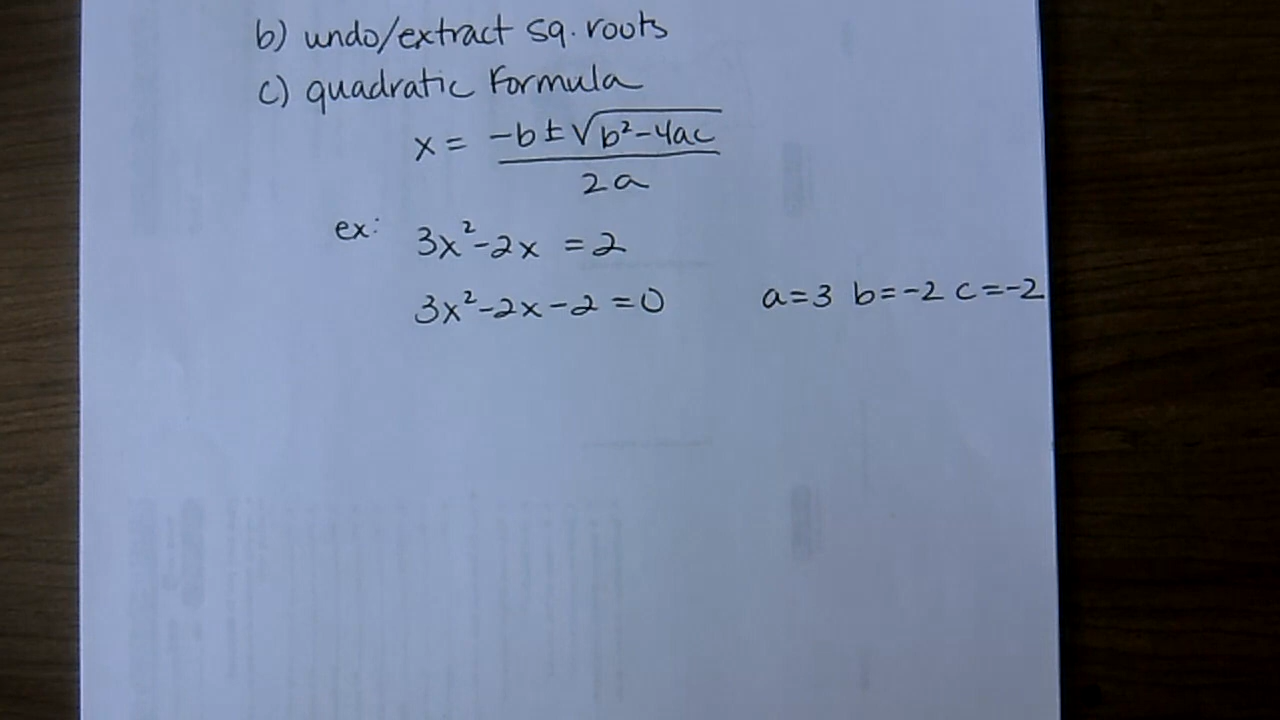 b) undo/extract sq. roots
c) quadratic Formula
x = -b ± √(b²-4ac) / 2a
ex: 3x²-2x = 2
3x²-2x-2 = 0 a=3 b=-2 c=-2